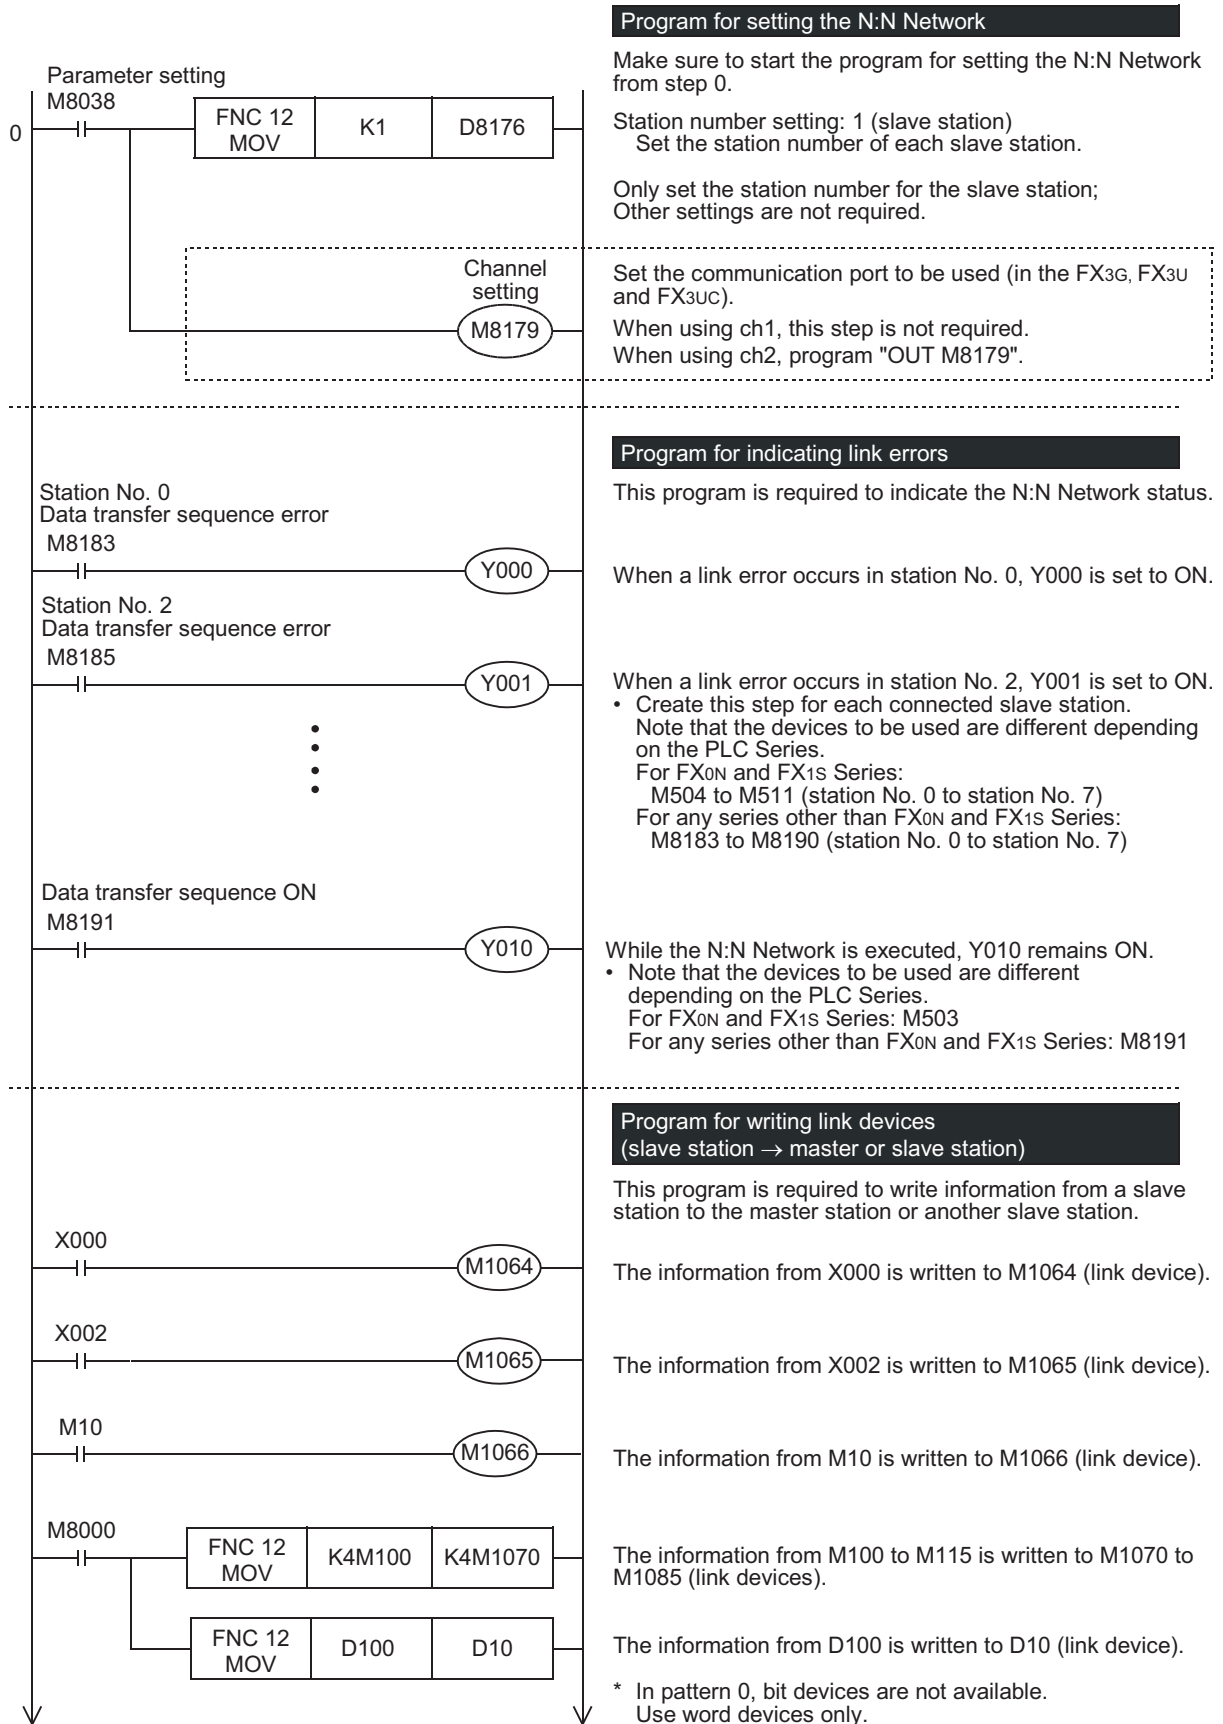 Program for setting the N:N Network
Make sure to start the program for setting the N:N Network
from step 0.
Parameter setting
M8038
0
FNC 12
MOV
K1
D8176
Station number setting: 1 (slave station)
Set the station number of each slave station.
Only set the station number for the slave station;
Other settings are not required.
Channel
setting
M8179
Set the communication port to be used (in the FX3G, FX3U
and FX3UC).
When using ch1, this step is not required.
When using ch2, program "OUT M8179".
Program for indicating link errors
This program is required to indicate the N:N Network status.
Station No. 0
Data transfer sequence error
M8183
Y000
When a link error occurs in station No. 0, Y000 is set to ON.
Station No. 2
Data transfer sequence error
M8185
Y001
When a link error occurs in station No. 2, Y001 is set to ON.
• Create this step for each connected slave station.
Note that the devices to be used are different depending
on the PLC Series.
For FX0N and FX1S Series:
M504 to M511 (station No. 0 to station No. 7)
For any series other than FX0N and FX1S Series:
M8183 to M8190 (station No. 0 to station No. 7)
Data transfer sequence ON
M8191
Y010
While the N:N Network is executed, Y010 remains ON.
• Note that the devices to be used are different
depending on the PLC Series.
For FX0N and FX1S Series: M503
For any series other than FX0N and FX1S Series: M8191
Program for writing link devices
(slave station → master or slave station)
This program is required to write information from a slave
station to the master station or another slave station.
X000
M1064
The information from X000 is written to M1064 (link device).
X002
M1065
The information from X002 is written to M1065 (link device).
M10
M1066
The information from M10 is written to M1066 (link device).
M8000
FNC 12
MOV
K4M100
K4M1070
The information from M100 to M115 is written to M1070 to
M1085 (link devices).
FNC 12
MOV
D100
D10
The information from D100 is written to D10 (link device).
* In pattern 0, bit devices are not available.
Use word devices only.